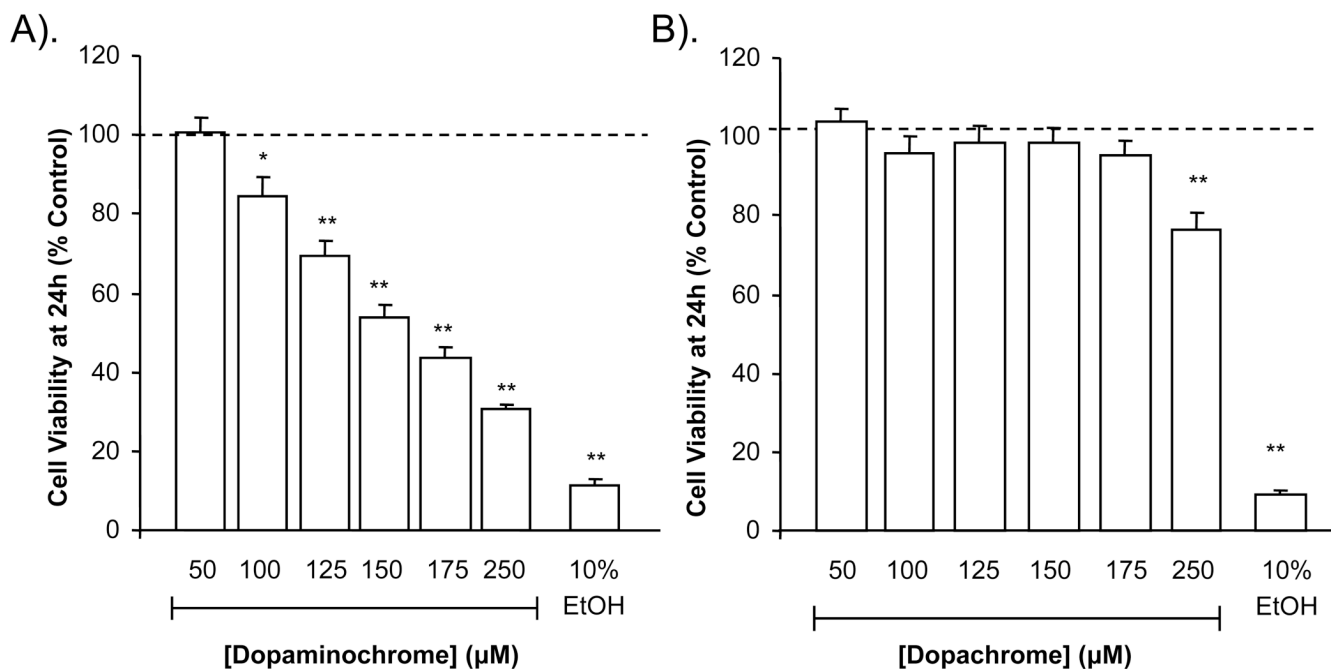 A).
Cell Viability at 24h (% Control)
120
100
80
60
40
20
0
*
**
**
**
**
**
50 100 125 150 175 250 10%
EtOH
[Dopaminochrome] (µM)
B).
Cell Viability at 24h (% Control)
120
100
80
60
40
20
0
**
**
50 100 125 150 175 250 10%
EtOH
[Dopachrome] (µM)